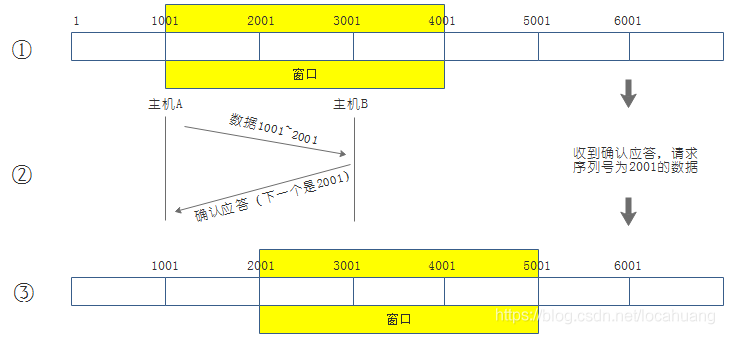 1 1001 2001 3001 4001 5001 6001
①
窗口
主机A 主机B
数据1001~2001
收到确认应答，请求
序列号为2001的数据
②
确认应答（下一个是2001）
1001 2001 3001 4001 5001 6001
③
窗口
https://blog.csdn.net/locahuang